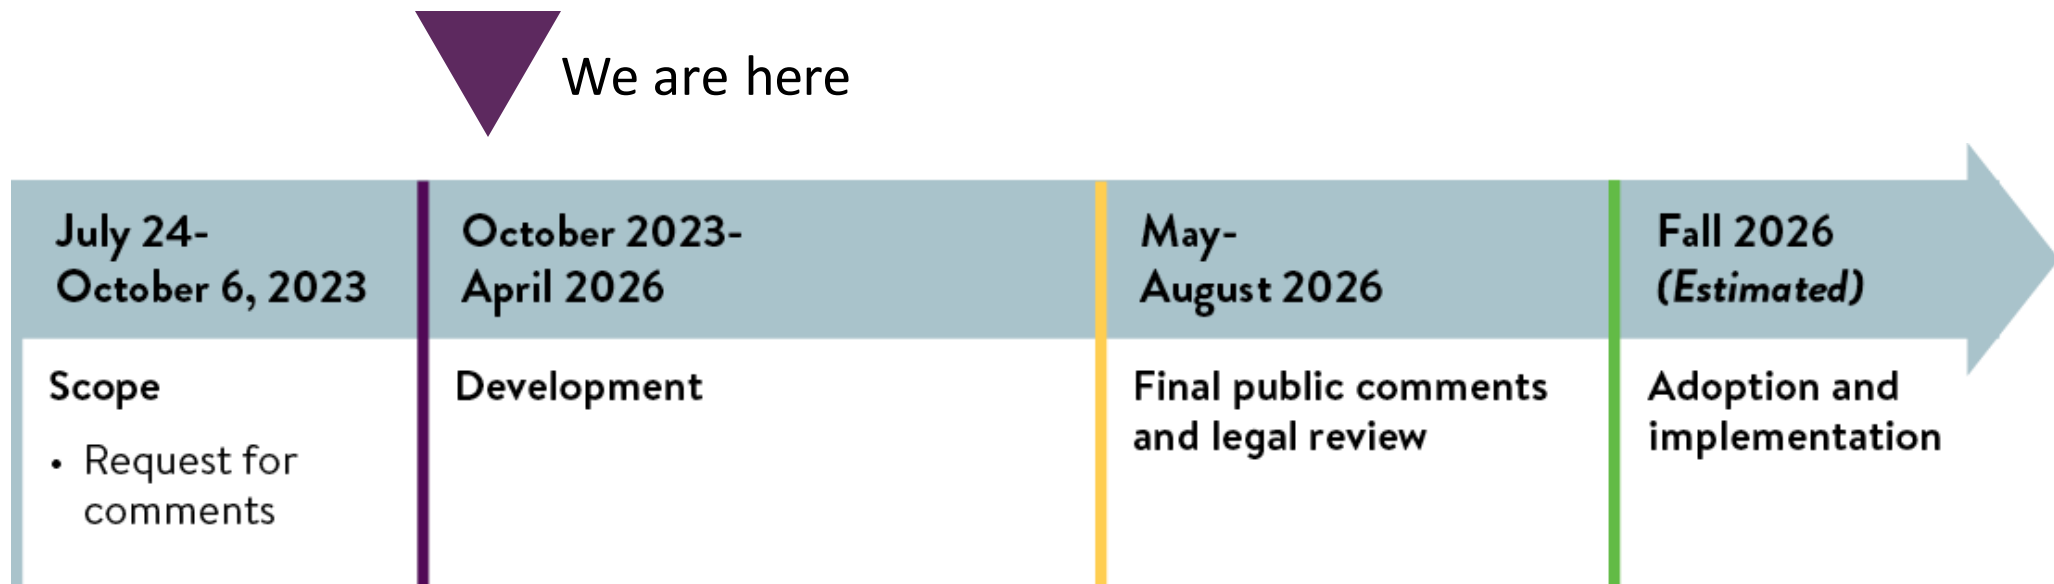 We are here
July 24-
October 6, 2023
October 2023-
April 2026
May-
August 2026
Fall 2026
(Estimated)
Scope
• Request for
comments
Development
Final public comments
and legal review
Adoption and
implementation